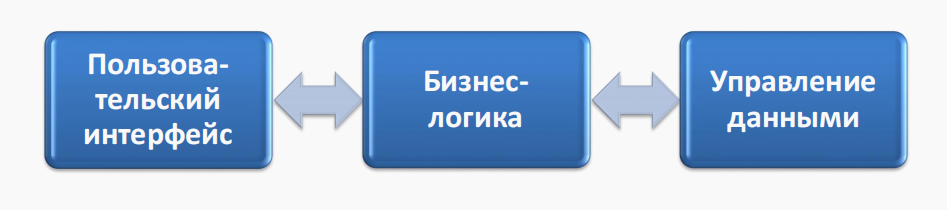 Пользова-
тельский
интерфейс
Бизнес-
логика
Управление
данными